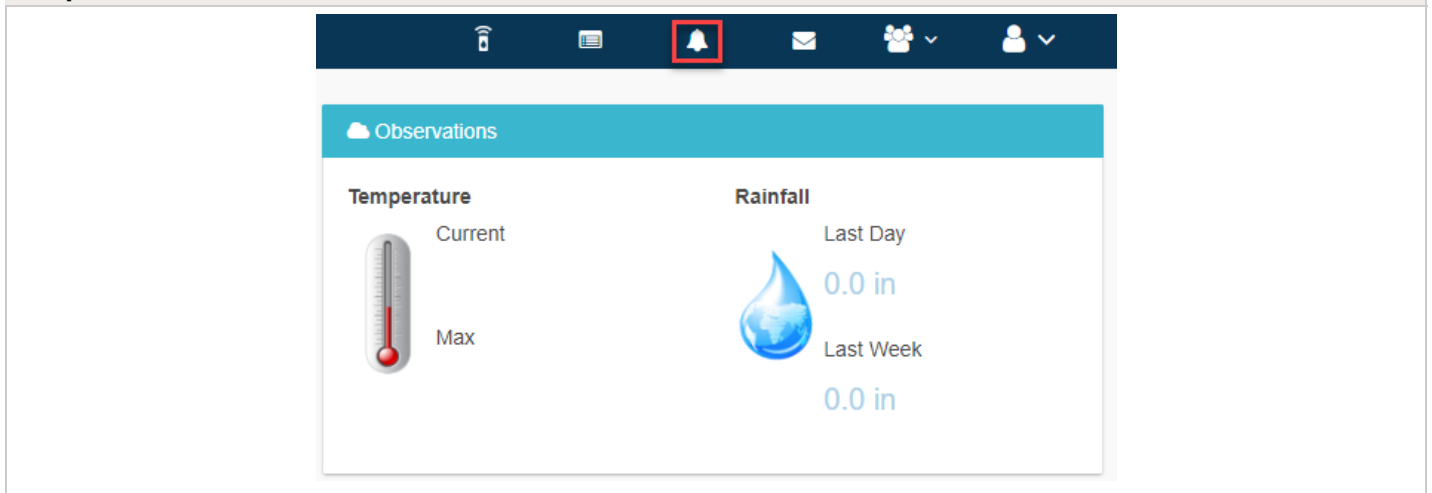 Observations
Temperature
Current
Max
Rainfall
Last Day
0.0 in
Last Week
0.0 in